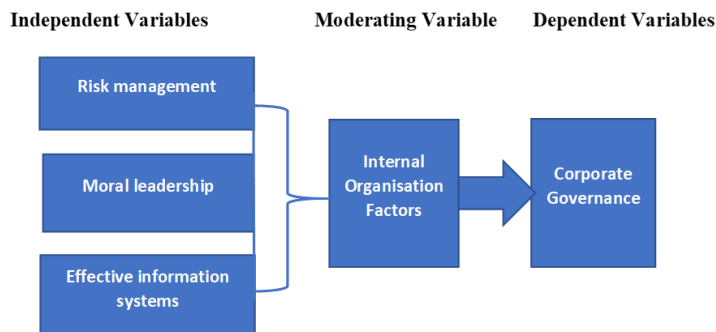 Independent Variables
Moderating Variable
Dependent Variables
Risk management
Moral leadership
Effective information
systems
Internal
Organisation
Factors
Corporate
Governance